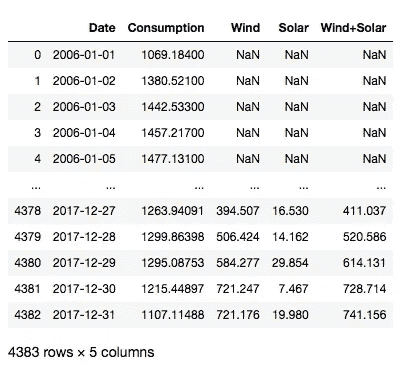 Date Consumption Wind Solar Wind+Solar
0 2006-01-01 1069.18400 NaN NaN NaN
1 2006-01-02 1380.52100 NaN NaN NaN
2 2006-01-03 1442.53300 NaN NaN NaN
3 2006-01-04 1457.21700 NaN NaN NaN
4 2006-01-05 1477.13100 NaN NaN NaN
... ... ... ... ... ...
4378 2017-12-27 1263.94091 394.507 16.530 411.037
4379 2017-12-28 1299.86398 506.424 14.162 520.586
4380 2017-12-29 1295.08753 584.277 29.854 614.131
4381 2017-12-30 1215.44897 721.247 7.467 728.714
4382 2017-12-31 1107.11488 721.176 19.980 741.156
4383 rows × 5 columns